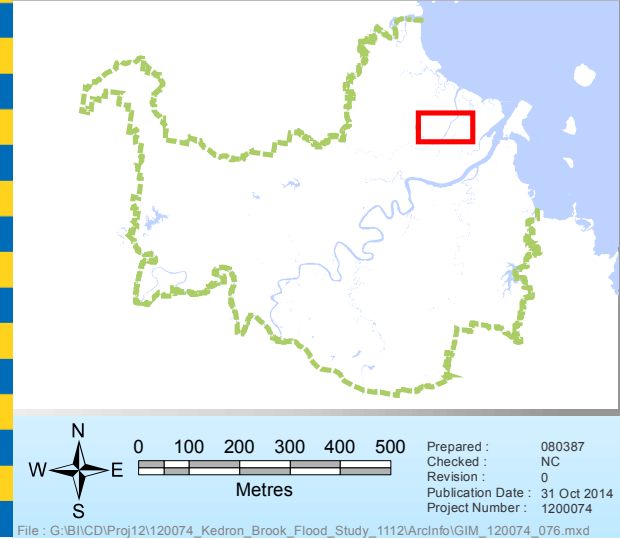 N
W E
S
0 100 200 300 400 500
Metres
Prepared : 080387
Checked : NC
Revision : 0
Publication Date : 31 Oct 2014
Project Number : 1200074
File : G:\BI\CD\Proj12\120074_Kedron_Brook_Flood_Study_1112\ArcInfo\GIM_120074_076.mxd